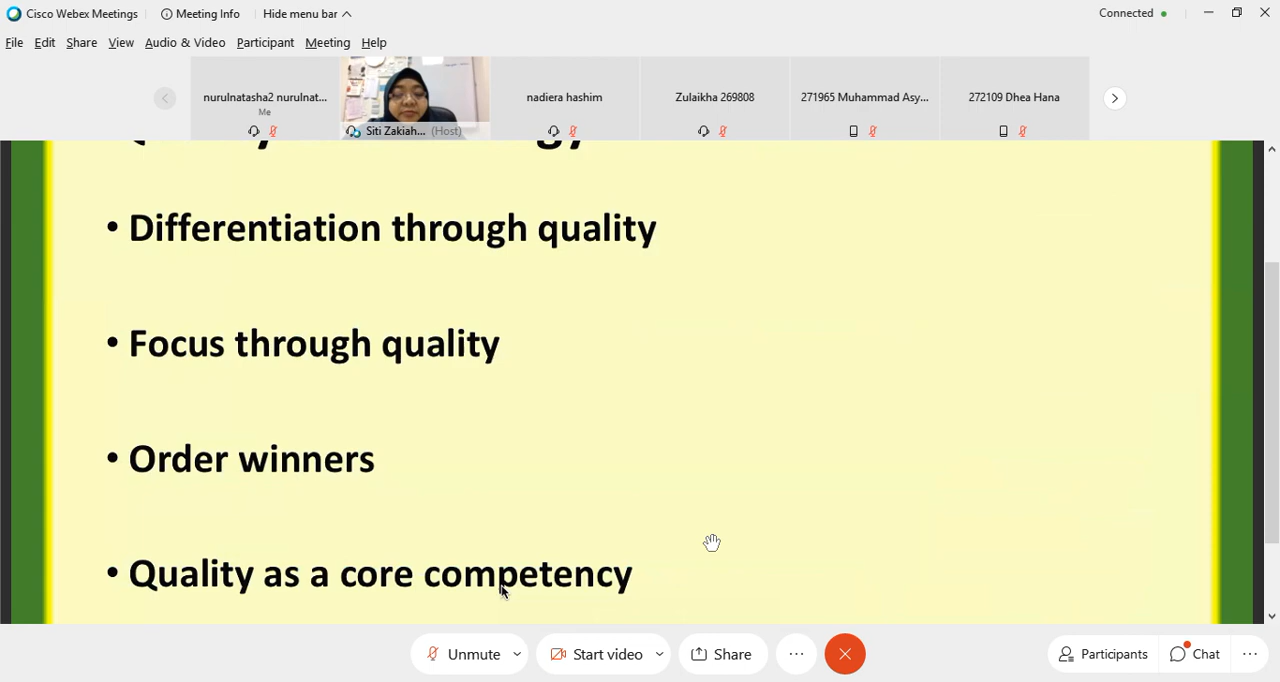 Cisco Webex Meetings
Meeting Info
Hide menu bar
Connected
File Edit Share View Audio & Video Participant Meeting Help
nurulnatasha2 nurulnat...
Me
Siti Zakiah... (Host)
nadiera hashim
Zulaikha 269808
271965 Muhammad Asy...
272109 Dhea Hana
• Differentiation through quality
• Focus through quality
• Order winners
• Quality as a core competency
Unmute
Start video
Share
Participants
Chat